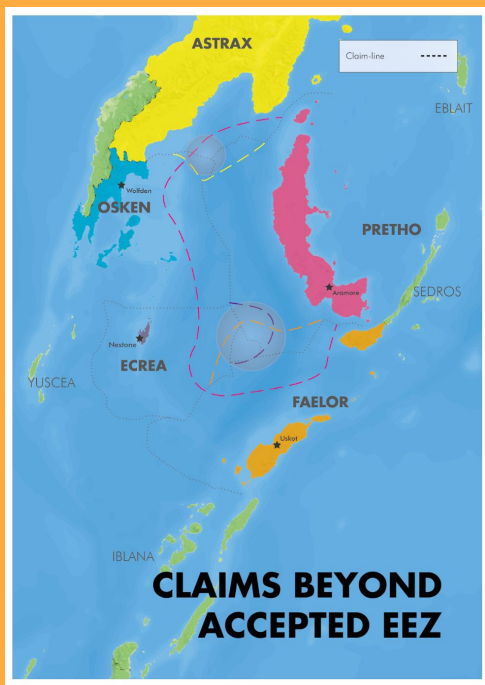 ASTRAX
Claim-line
EBLAIT
Wolfden
OSKEN
PRETHO
Aramore
SEDROS
Nestone
ECREA
YUSCEA
FAELOR
Uskot
IBLANA
CLAIMS BEYOND
ACCEPTED EEZ